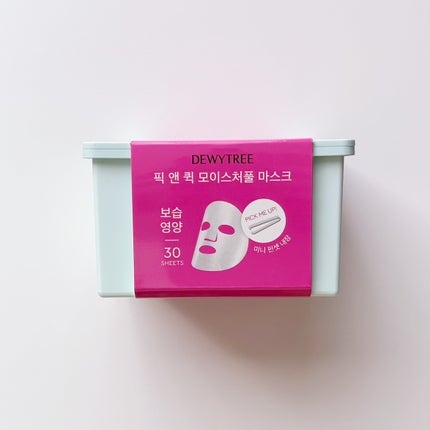 DEWYTREE
픽 앤 퀵 모이스처풀 마스크
보습
영양
30
SHEETS
PICK ME UP!
미니 핀셋 내장